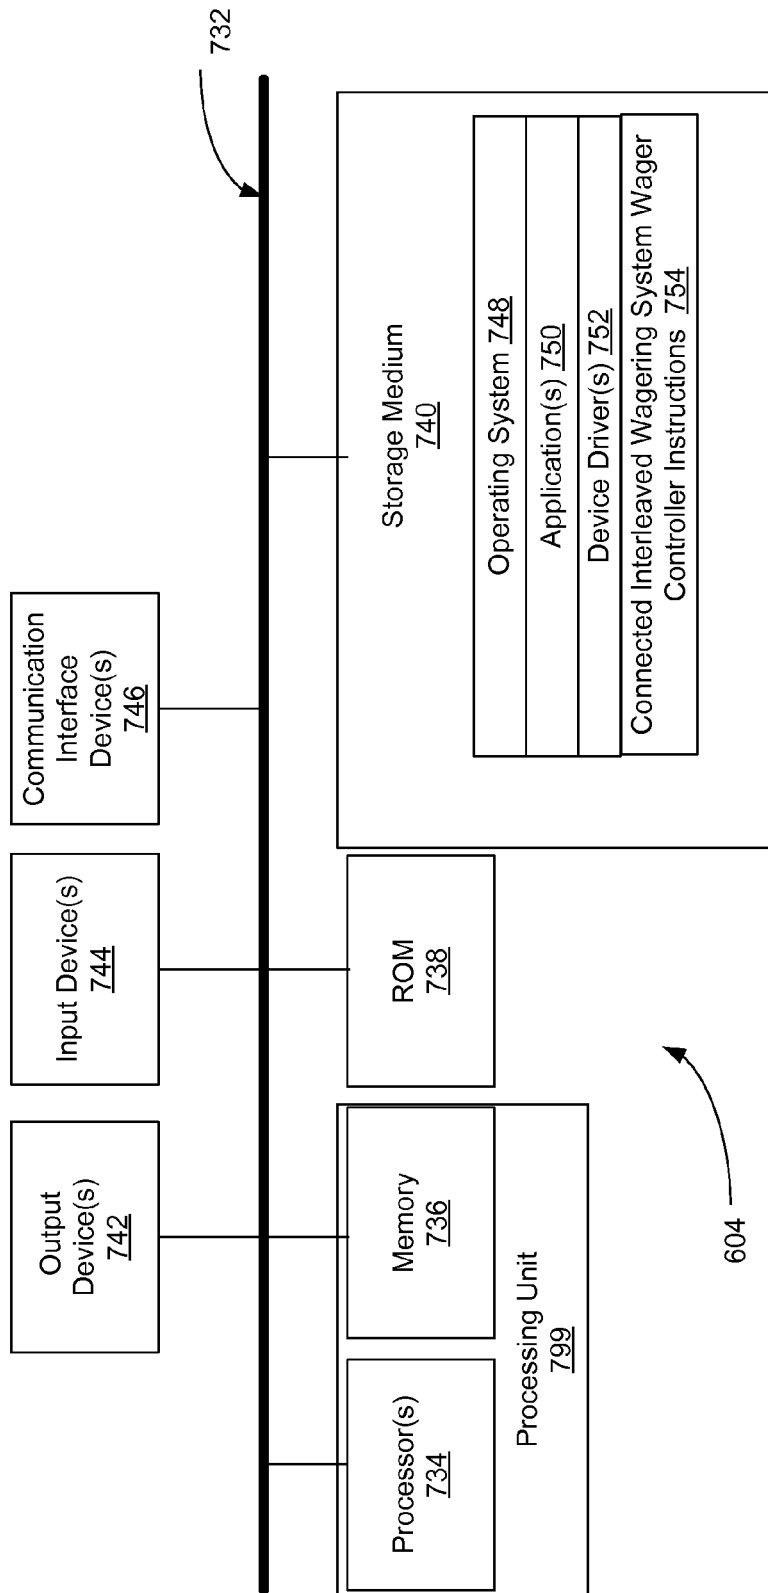 732
Output
Device(s)
742
Input Device(s)
744
Communication
Interface
Device(s)
746
Processor(s)
734
Memory
736
Processing Unit
799
ROM
738
Storage Medium
740
Operating System 748
Application(s) 750
Device Driver(s) 752
Connected Interleaved Wagering System Wager
Controller Instructions 754
604